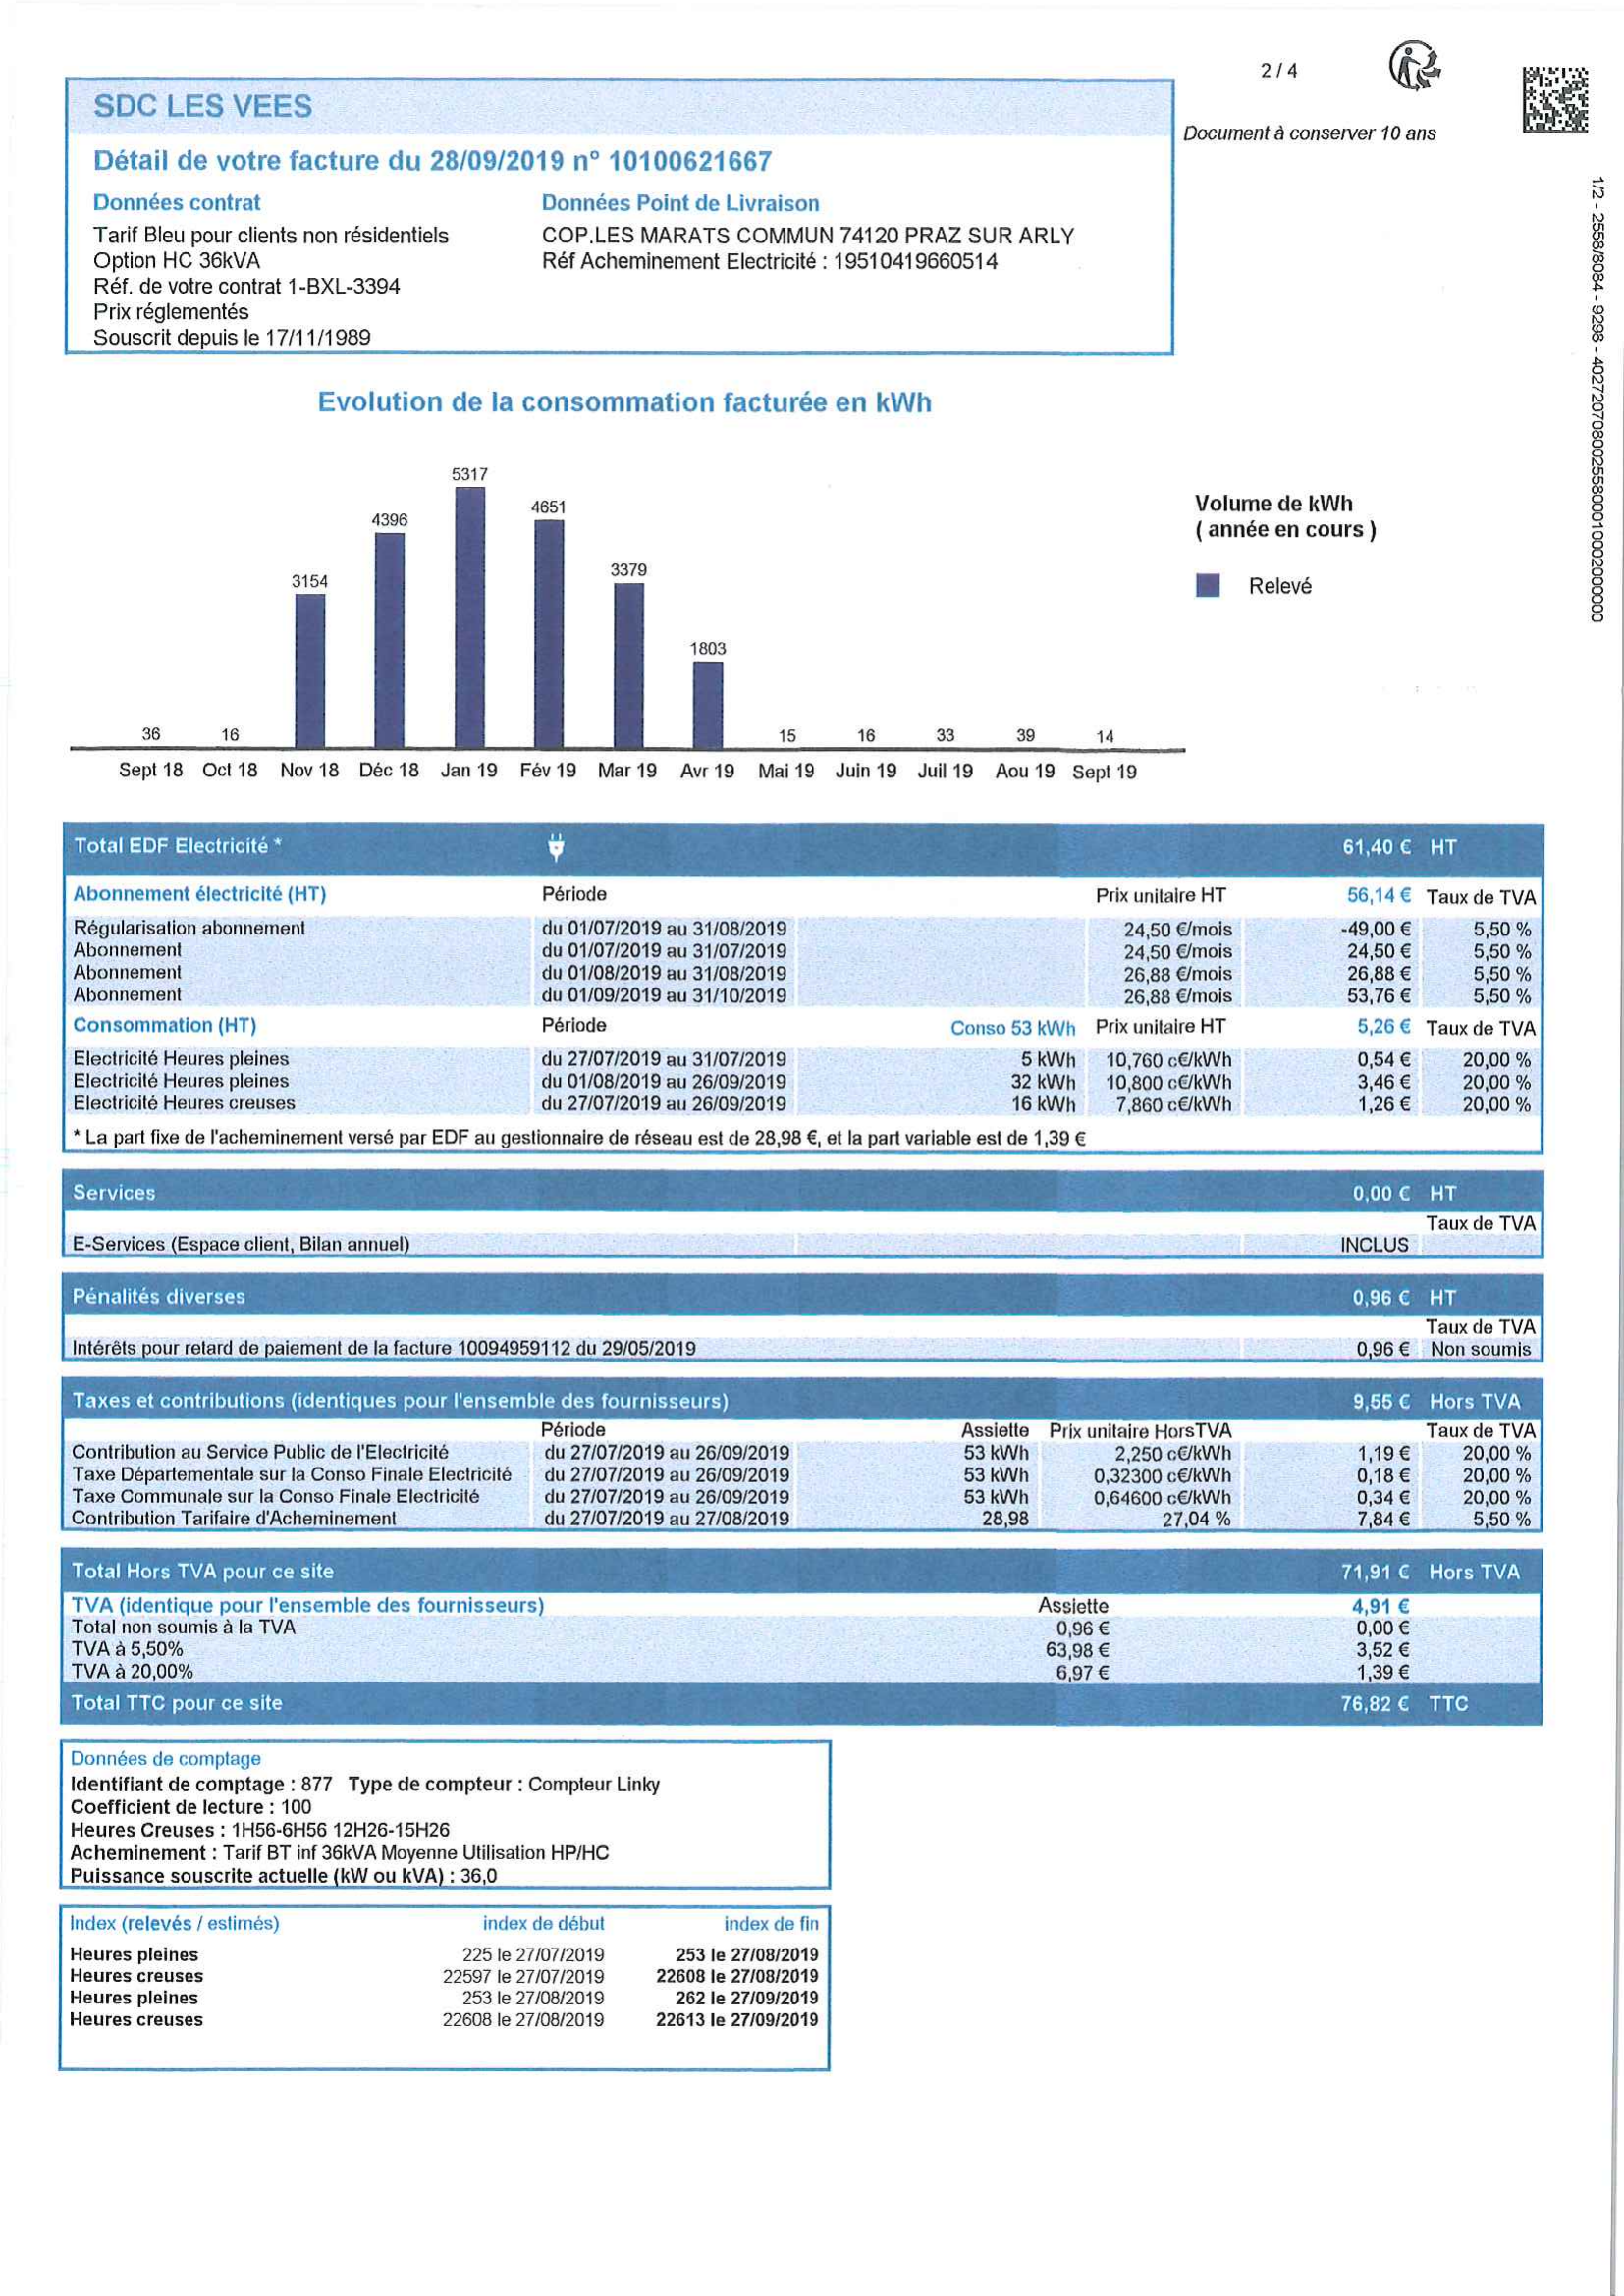 2 / 4
SDC LES VEES
Document à conserver 10 ans
Détail de votre facture du 28/09/2019 n° 10100621667
Données contrat
Tarif Bleu pour clients non résidentiels
Option HC 36kVA
Réf. de votre contrat 1-BXL-3394
Prix réglementés
Souscrit depuis le 17/11/1989
Données Point de Livraison
COP.LES MARATS COMMUN 74120 PRAZ SUR ARLY
Réf Acheminement Electricité : 19510419660514
Evolution de la consommation facturée en kWh
36 16 3154 4396 5317 4651 3379 1803 15 16 33 39 14
Sept 18 Oct 18 Nov 18 Déc 18 Jan 19 Fév 19 Mar 19 Avr 19 Mai 19 Juin 19 Juil 19 Aou 19 Sept 19
Volume de kWh
( année en cours )
Relevé
Total EDF Electricité * 61,40 € HT
Abonnement électricité (HT) Période Prix unitaire HT 56,14 € Taux de TVA
Régularisation abonnement du 01/07/2019 au 31/08/2019 24,50 €/mois -49,00 € 5,50 %
Abonnement du 01/07/2019 au 31/07/2019 24,50 €/mois 24,50 € 5,50 %
Abonnement du 01/08/2019 au 31/08/2019 26,88 €/mois 26,88 € 5,50 %
Abonnement du 01/09/2019 au 31/10/2019 26,88 €/mois 53,76 € 5,50 %
Consommation (HT) Période Conso 53 kWh Prix unitaire HT 5,26 € Taux de TVA
Electricité Heures pleines du 27/07/2019 au 31/07/2019 5 kWh 10,760 c€/kWh 0,54 € 20,00 %
Electricité Heures pleines du 01/08/2019 au 26/09/2019 32 kWh 10,800 c€/kWh 3,46 € 20,00 %
Electricité Heures creuses du 27/07/2019 au 26/09/2019 16 kWh 7,860 c€/kWh 1,26 € 20,00 %
* La part fixe de l'acheminement versé par EDF au gestionnaire de réseau est de 28,98 €, et la part variable est de 1,39 €
Services 0,00 € HT
Taux de TVA
E-Services (Espace client, Bilan annuel) INCLUS
Pénalités diverses 0,96 € HT
Taux de TVA
Intérêts pour retard de paiement de la facture 10094959112 du 29/05/2019 0,96 € Non soumis
Taxes et contributions (identiques pour l'ensemble des fournisseurs) 9,55 € Hors TVA
Période Assiette Prix unitaire HorsTVA Taux de TVA
Contribution au Service Public de l'Electricité du 27/07/2019 au 26/09/2019 53 kWh 2,250 c€/kWh 1,19 € 20,00 %
Taxe Départementale sur la Conso Finale Electricité du 27/07/2019 au 26/09/2019 53 kWh 0,32300 c€/kWh 0,18 € 20,00 %
Taxe Communale sur la Conso Finale Electricité du 27/07/2019 au 26/09/2019 53 kWh 0,64600 c€/kWh 0,34 € 20,00 %
Contribution Tarifaire d'Acheminement du 27/07/2019 au 27/08/2019 28,98 27,04 % 7,84 € 5,50 %
Total Hors TVA pour ce site 71,91 € Hors TVA
TVA (identique pour l'ensemble des fournisseurs) Assiette 4,91 €
Total non soumis à la TVA 0,96 € 0,00 €
TVA à 5,50% 63,98 € 3,52 €
TVA à 20,00% 6,97 € 1,39 €
Total TTC pour ce site 76,82 € TTC
Données de comptage
Identifiant de comptage : 877 Type de compteur : Compteur Linky
Coefficient de lecture : 100
Heures Creuses : 1H56-6H56 12H26-15H26
Acheminement : Tarif BT inf 36kVA Moyenne Utilisation HP/HC
Puissance souscrite actuelle (kW ou kVA) : 36,0
Index (relevés / estimés) index de début index de fin
Heures pleines 225 le 27/07/2019 253 le 27/08/2019
Heures creuses 22597 le 27/07/2019 22608 le 27/08/2019
Heures pleines 253 le 27/08/2019 262 le 27/09/2019
Heures creuses 22608 le 27/08/2019 22613 le 27/09/2019